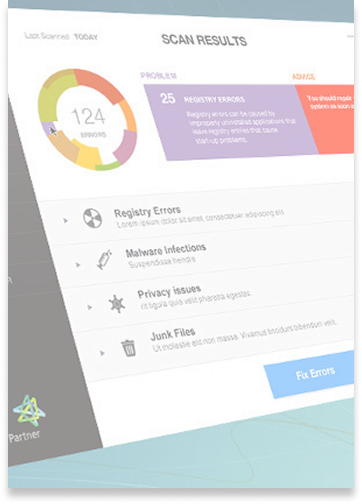 Last Scanned TODAY
SCAN RESULTS
124
ERRORS
PROBLEM
ADVICE
25 REGISTRY ERRORS
Registry errors can be caused by
improperly uninstalled applications that
leave registry entries that cause
start-up problems.
You should repair
system as soon as
Registry Errors
Lorem ipsum dolor sit amet, consectetuer adipiscing elit
Malware Infections
Suspendisse hendre
Privacy issues
rit ligula quis velit pharetra egestas.
Junk Files
Ut molestie est non massa. Vivamus tincidunt bibendum velit.
Fix Errors
Partner